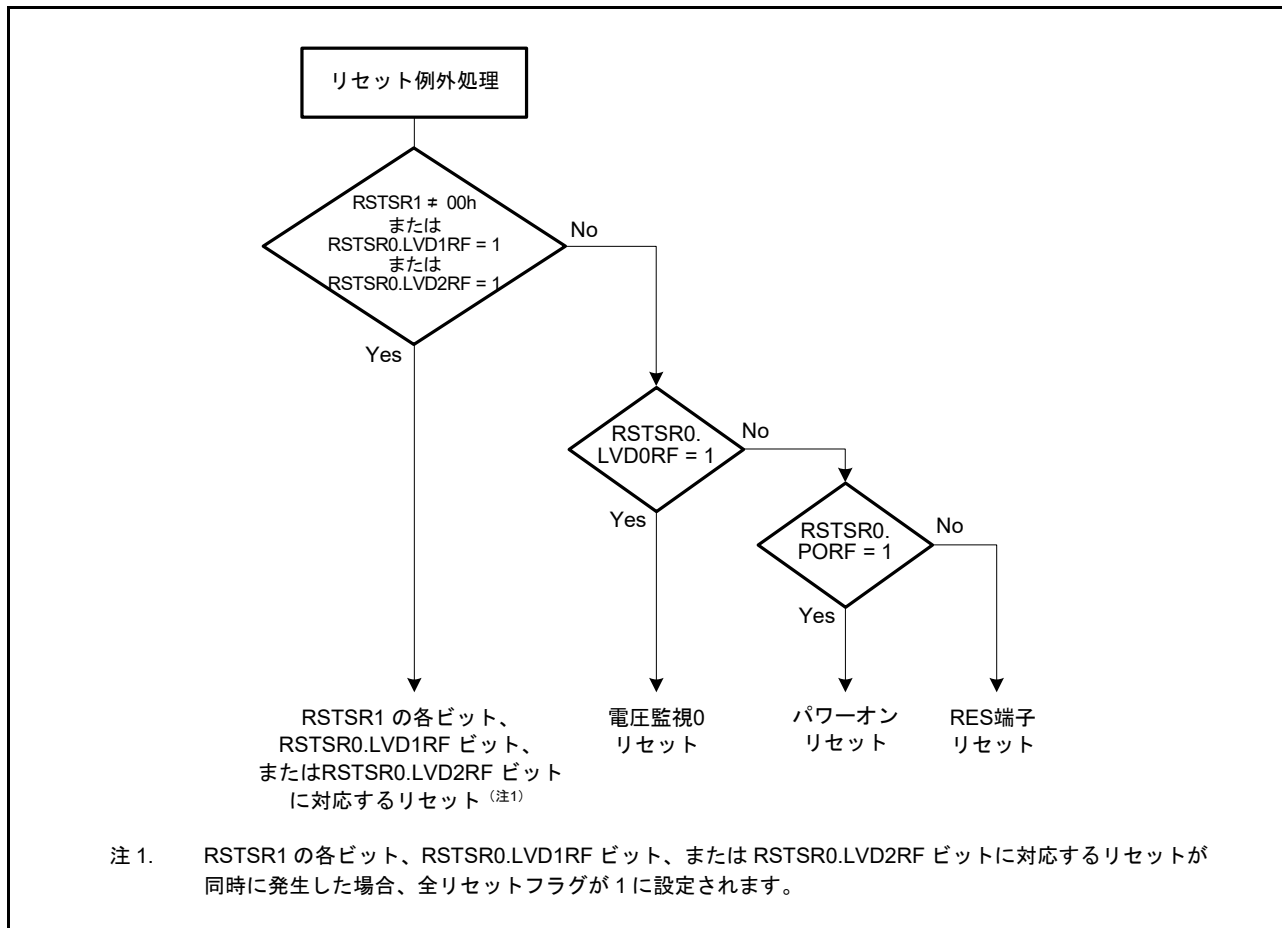 リセット例外処理
RSTSR1 ≠ 00h
または
RSTSR0.LVD1RF = 1
または
RSTSR0.LVD2RF = 1
No
Yes
RSTSR0.
LVD0RF = 1
No
Yes
RSTSR0.
PORF = 1
No
Yes
RSTSR1 の各ビット、
RSTSR0.LVD1RF ビット、
またはRSTSR0.LVD2RF ビット
に対応するリセット（注1）
電圧監視0
リセット
パワーオン
リセット
RES端子
リセット
注 1. RSTSR1 の各ビット、RSTSR0.LVD1RF ビット、または RSTSR0.LVD2RF ビットに対応するリセットが
同時に発生した場合、全リセットフラグが 1 に設定されます。